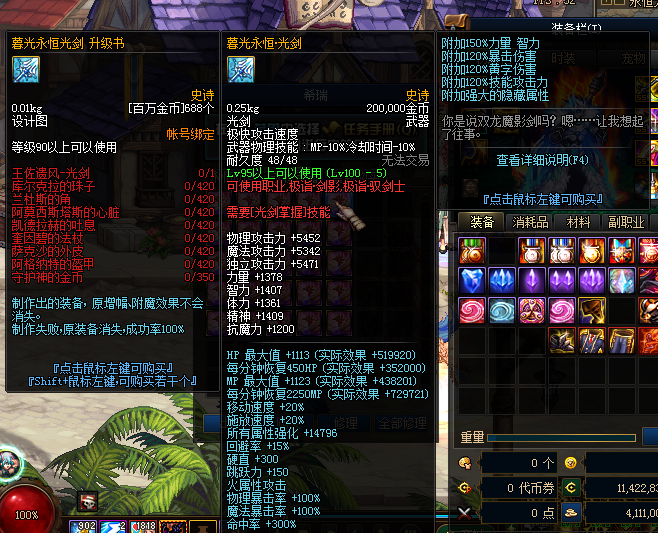 装备栏(I)
暮光永恒光剑 升级书
史诗
0.01kg
[百万金币]688个
设计图
帐号绑定
等级90以上可以使用
王佐遗风-光剑 0/1
库尔克拉的珠子 0/420
兰杜斯的角 0/420
阿莫西斯塔斯的心脏 0/420
凯德拉赫的吐息 0/420
奎因碧的法仗 0/420
萨克沙的外皮 0/420
阿格纳特的盔甲 0/420
守护神的金币 0/350
制作出的装备,原增幅、附魔效果不会
消失。
制作失败,原装备消失,成功率100%
『点击鼠标左键可购买』
『Shift+鼠标左键,可购买若干个』
暮光永恒·光剑
史诗
0.25kg
200,000金币
光剑
武器
极快攻击速度
武器物理技能: MP-10%冷却时间-10%
耐久度 48/48
无法交易
Lv95以上可以使用 (Lv100 - 5)
可使用职业 极诣·剑影,极诣·驭剑士
需要[光剑掌握]技能
物理攻击力 +5452
魔法攻击力 +5342
独立攻击力 +5471
力量 +1378
智力 +1407
体力 +1361
精神 +1409
抗魔力 +1200
HP 最大值 +1113 (实际效果 +519920)
每分钟恢复450HP (实际效果 +352000)
MP 最大值 +1123 (实际效果 +438201)
每分钟恢复2250MP (实际效果 +729721)
移动速度 +20%
施放速度 +20%
所有属性强化 +14796
回避率 +15%
硬直 +300
跳跃力 +150
火属性攻击
物理暴击率 +100%
魔法暴击率 +100%
命中率 +300%
附加150%力量 智力
附加120%暴击伤害
附加120%黄字伤害
附加120%技能攻击力
附加强大的隐藏属性
你是说双龙魔影剑吗? 嗯……让我想起
了往事。
查看详细说明(F4)
『点击鼠标左键可购买』
装备 消耗品 材料 副职业
重量
0 个
0 代币券
11,422,83
0 点
4,111,00
修理
全部修理
100%
902
2
1848